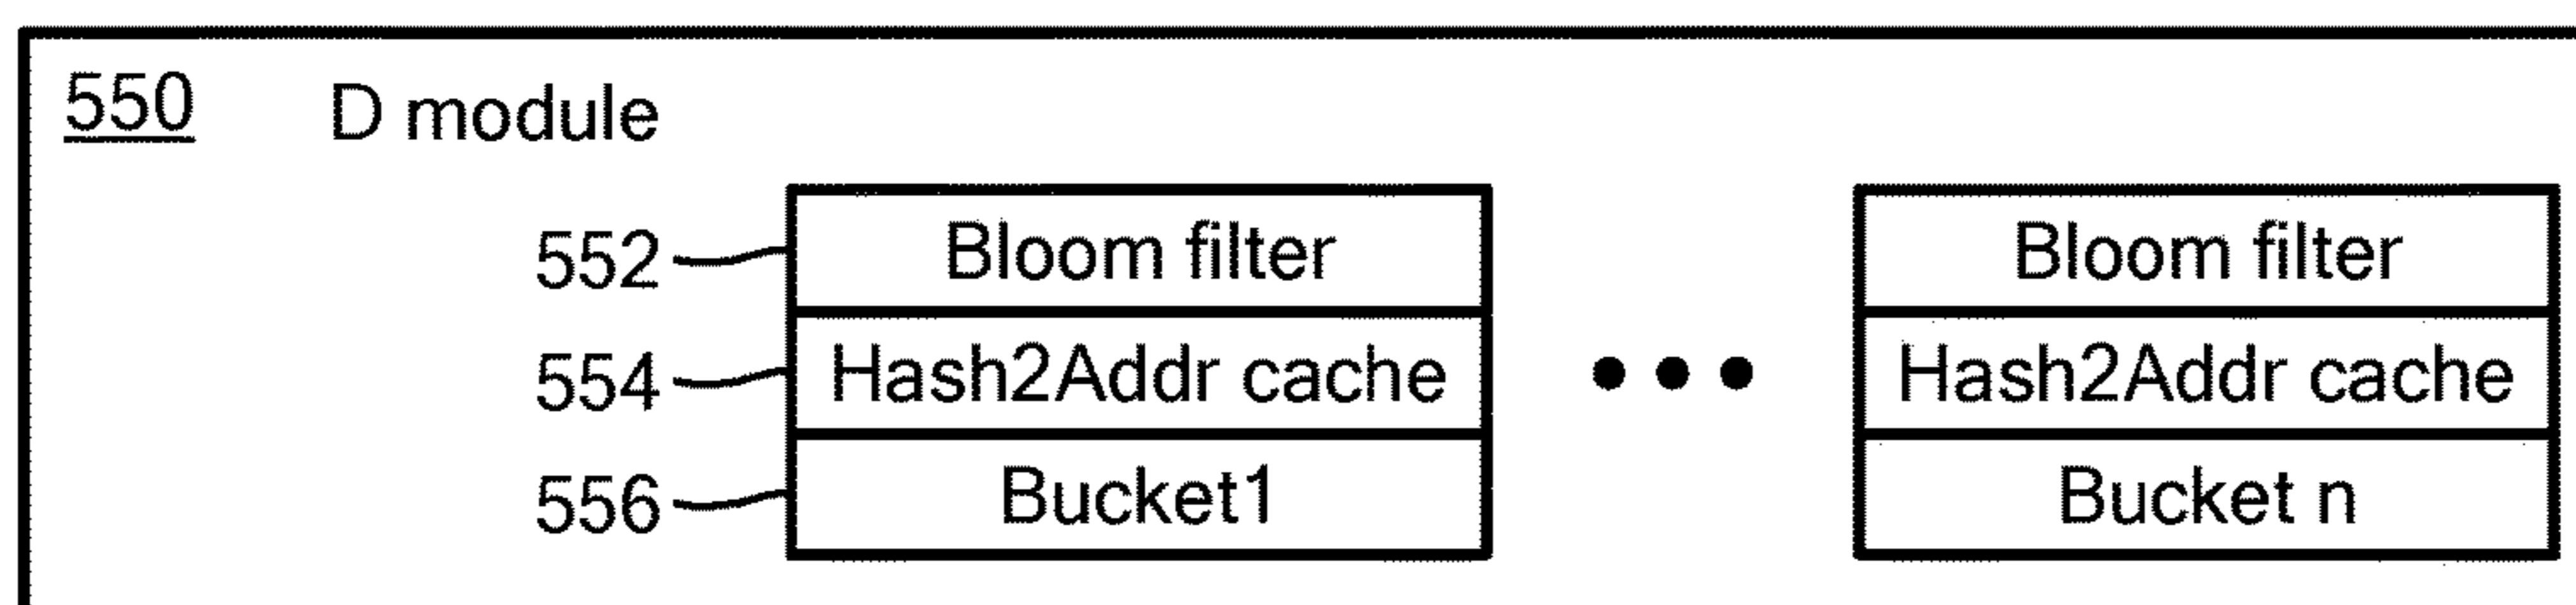 550 D module
552 Bloom filter Bloom filter
554 Hash2Addr cache ••• Hash2Addr cache
556 Bucket1 Bucket n